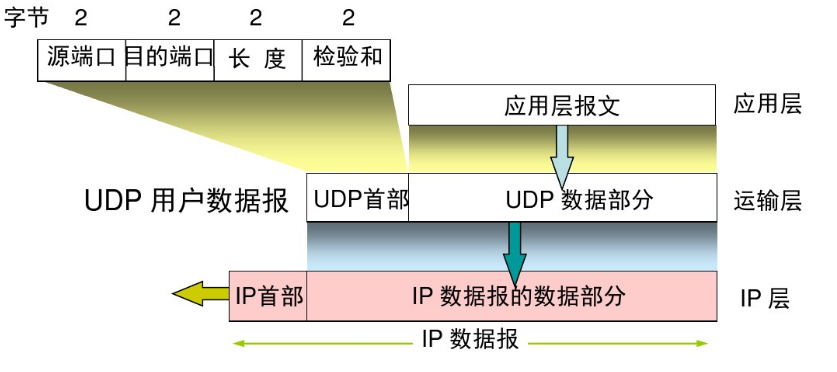 字节 2 2 2 2
源端口 目的端口 长 度 检验和
应用层报文 应用层
UDP 用户数据报 UDP首部 UDP 数据部分 运输层
IP首部 IP 数据报的数据部分 IP 层
IP 数据报